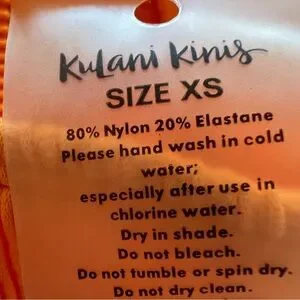 Kulani Kinis
SIZE XS
80% Nylon 20% Elastane
Please hand wash in cold
water;
especially after use in
chlorine water.
Dry in shade.
Do not bleach.
Do not tumble or spin dry.
Do not dry clean.